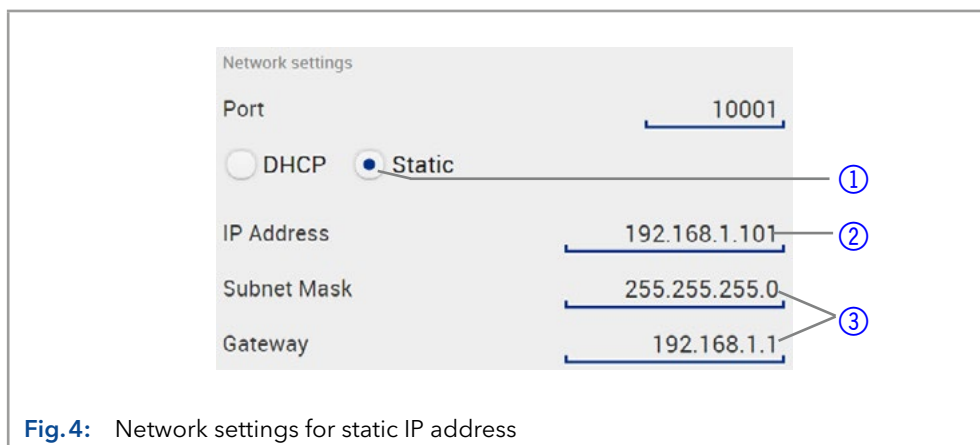 Network settings
Port 10001
DHCP Static
①
IP Address 192.168.1.101
②
Subnet Mask 255.255.255.0
③
Gateway 192.168.1.1
Fig.4: Network settings for static IP address